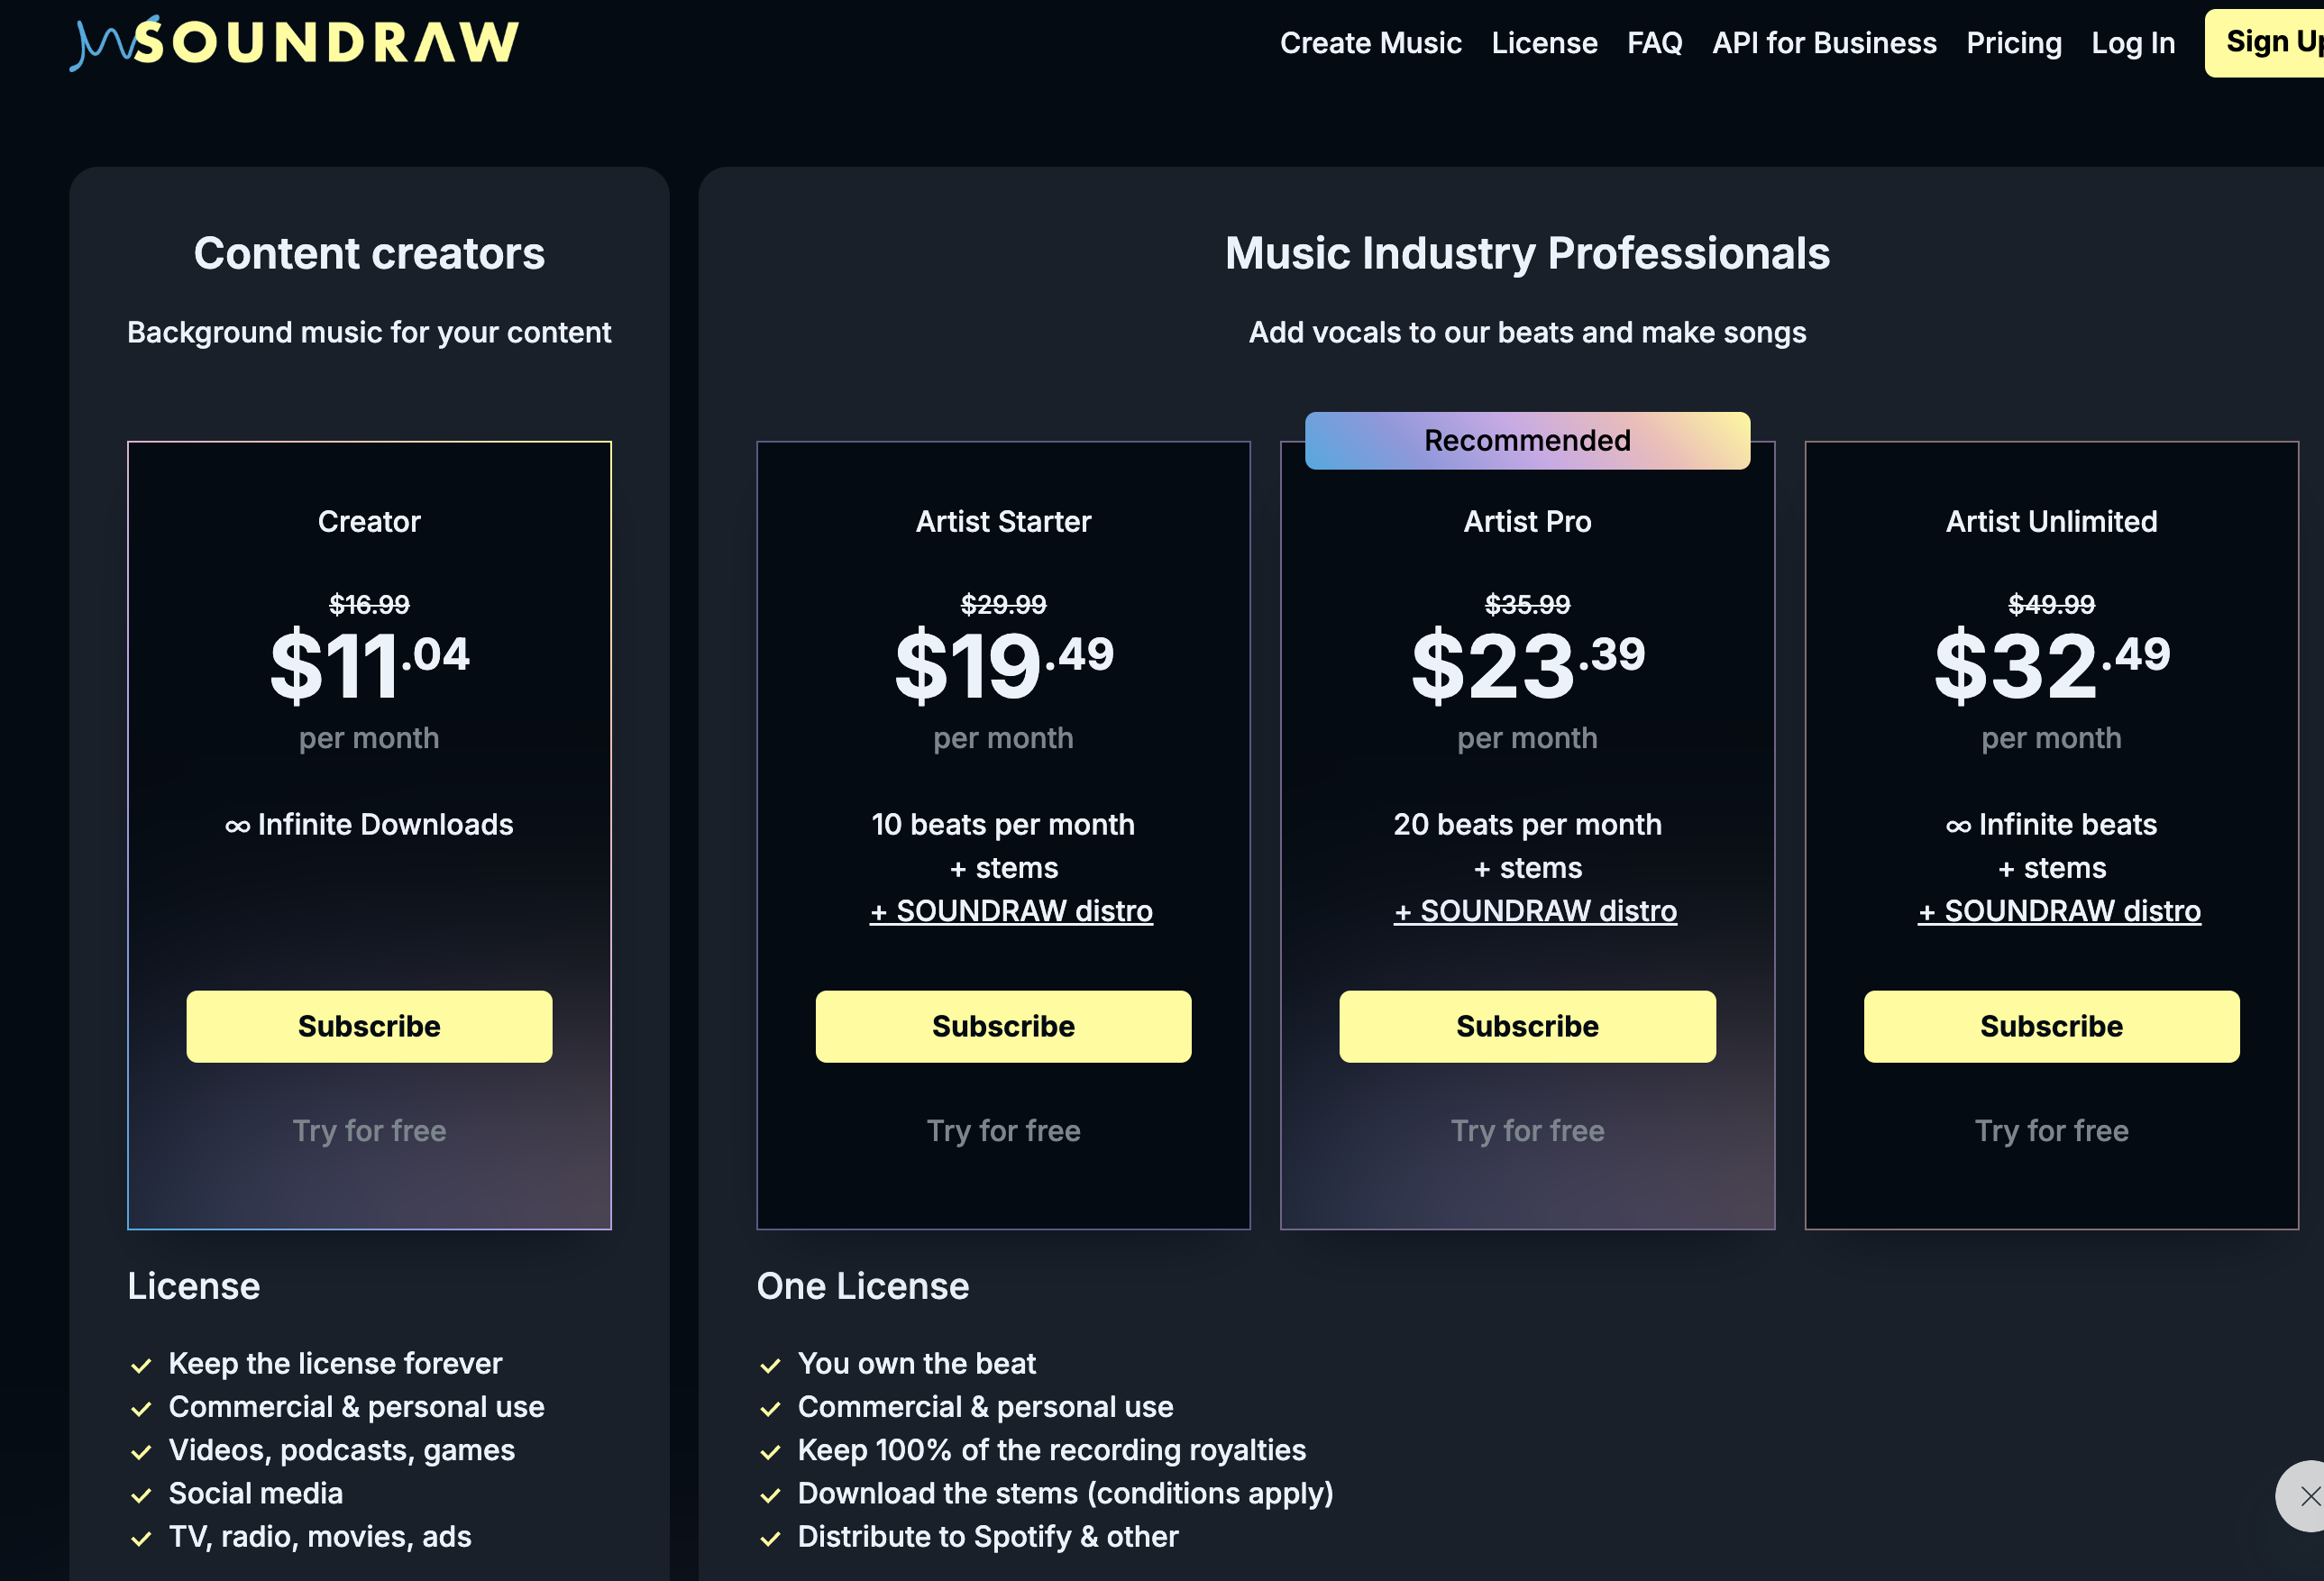 SOUNDRAW
Create Music License FAQ API for Business Pricing Log In Sign Up
Content creators
Background music for your content
Creator
$16.99
$11.04
per month
∞ Infinite Downloads
Subscribe
Try for free
License
Keep the license forever
Commercial & personal use
Videos, podcasts, games
Social media
TV, radio, movies, ads
Music Industry Professionals
Add vocals to our beats and make songs
Artist Starter
$29.99
$19.49
per month
10 beats per month
+ stems
+ SOUNDRAW distro
Subscribe
Try for free
Recommended
Artist Pro
$35.99
$23.39
per month
20 beats per month
+ stems
+ SOUNDRAW distro
Subscribe
Try for free
Artist Unlimited
$49.99
$32.49
per month
∞ Infinite beats
+ stems
+ SOUNDRAW distro
Subscribe
Try for free
One License
You own the beat
Commercial & personal use
Keep 100% of the recording royalties
Download the stems (conditions apply)
Distribute to Spotify & other